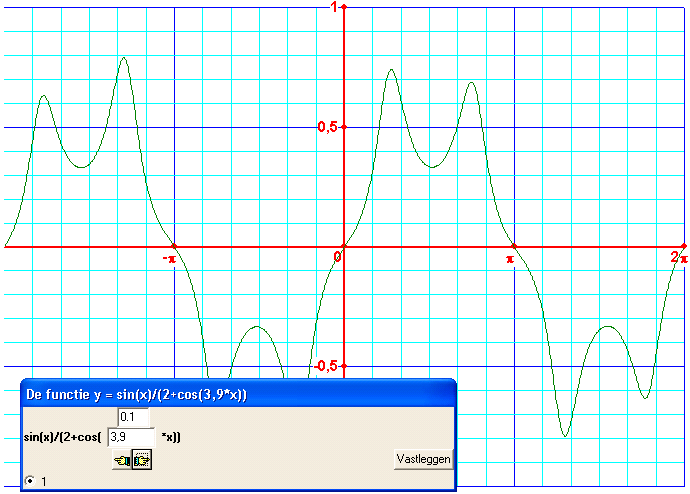 1
0,5
-π
0
π
2π
-0,5
De functie y = sin(x)/(2+cos(3,9*x))
0.1
sin(x)/(2+cos( 3,9 *x))
Vastleggen
1